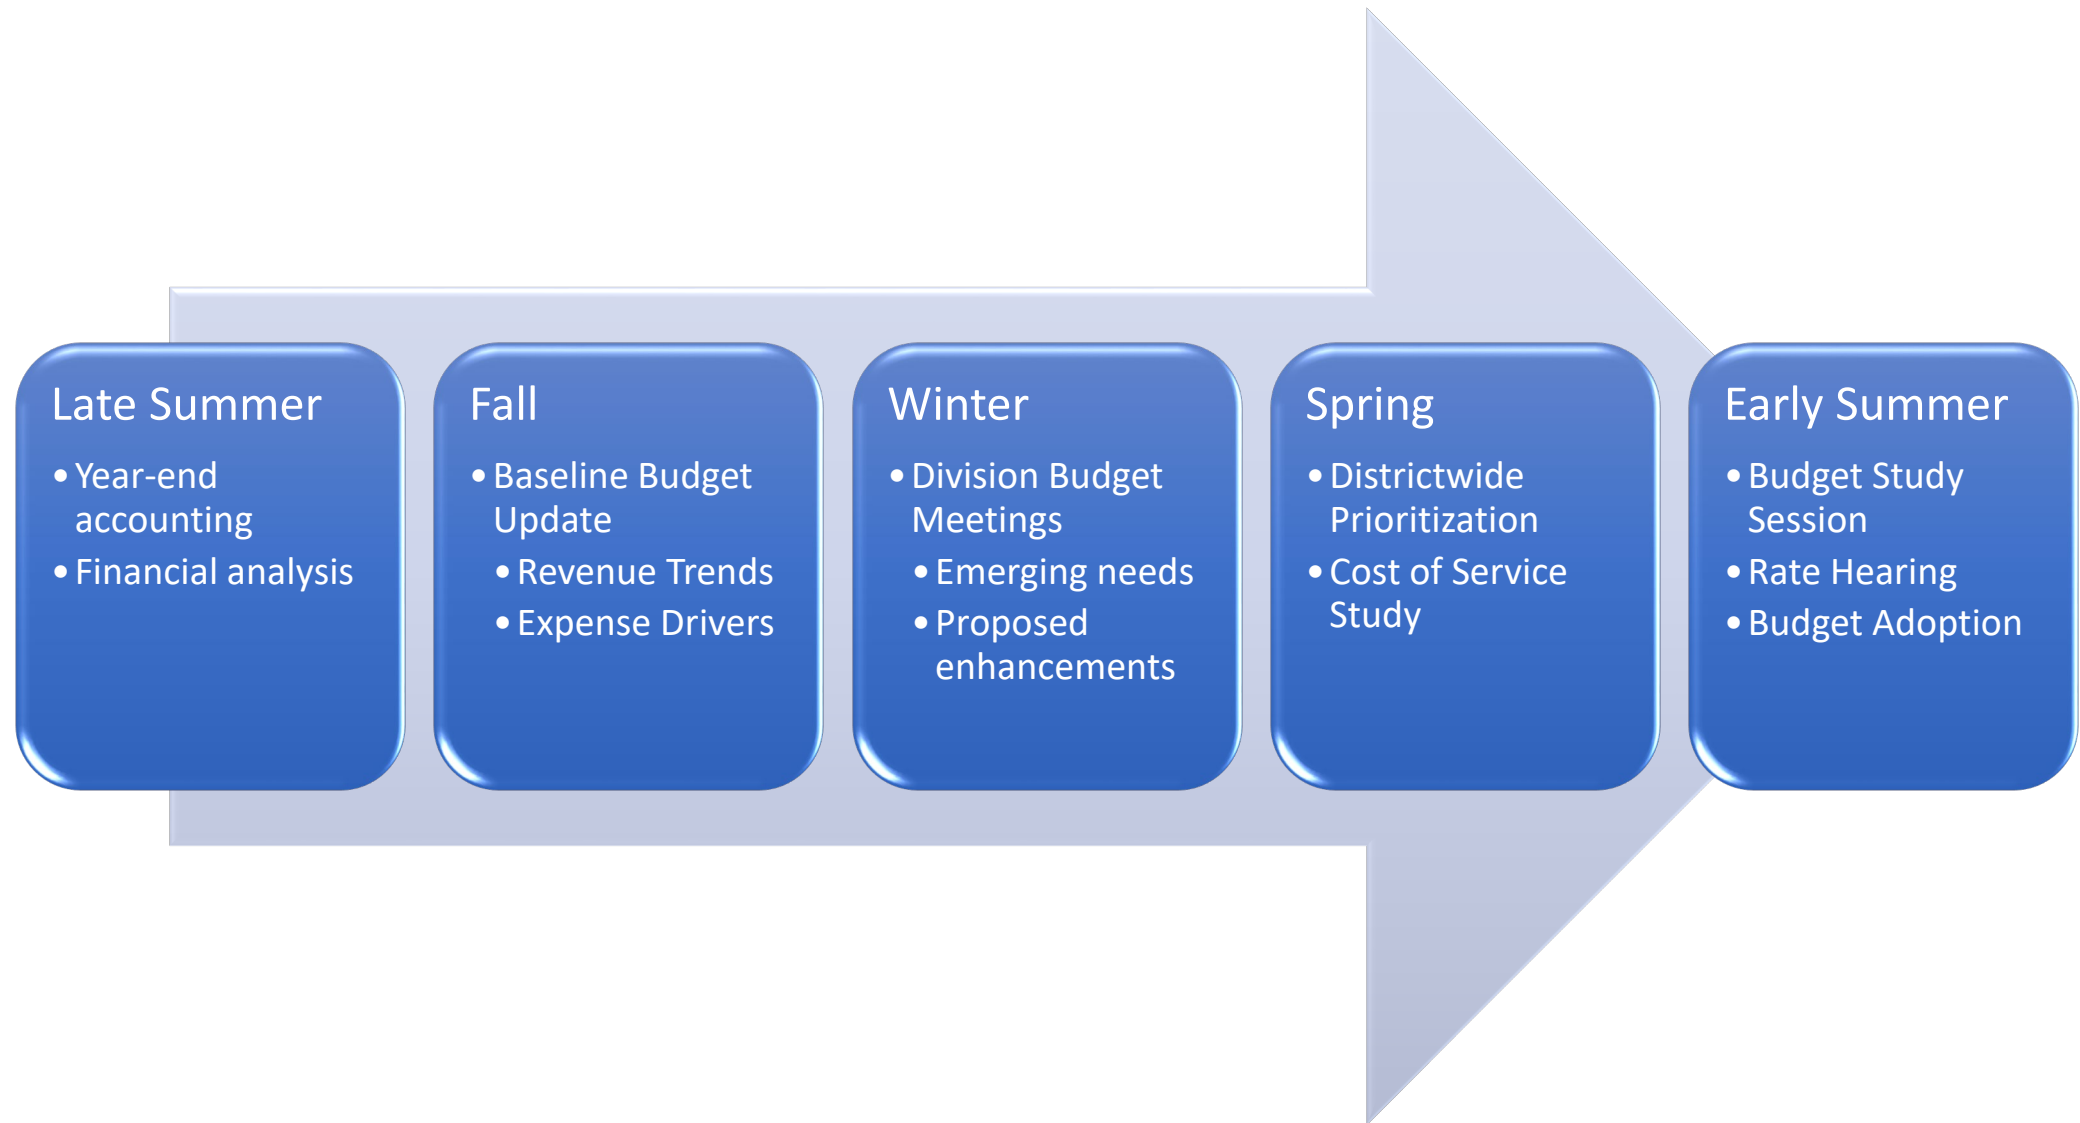 Late Summer
• Year-end
accounting
• Financial analysis
Fall
• Baseline Budget
Update
• Revenue Trends
• Expense Drivers
Winter
• Division Budget
Meetings
• Emerging needs
• Proposed
enhancements
Spring
• Districtwide
Prioritization
• Cost of Service
Study
Early Summer
• Budget Study
Session
• Rate Hearing
• Budget Adoption